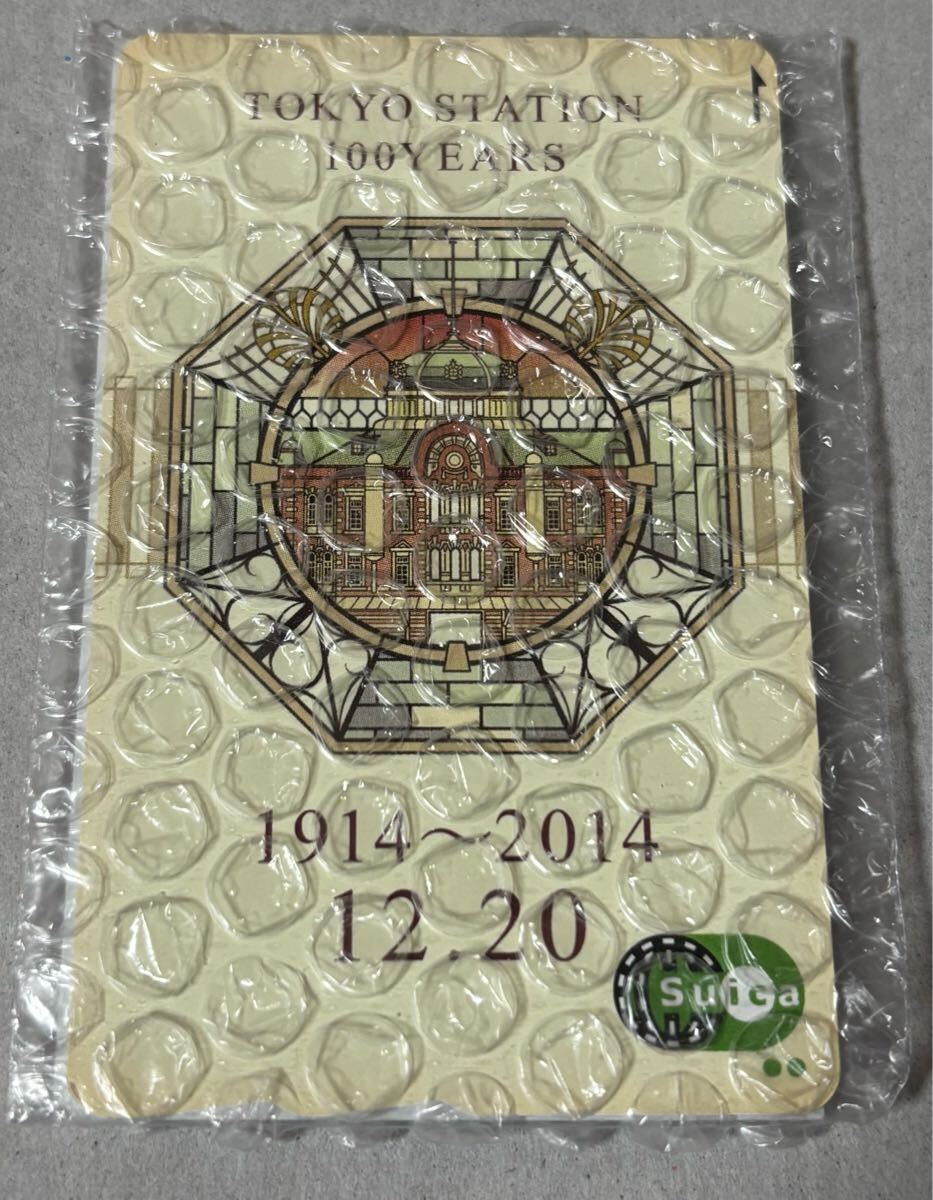 TOKYO STATION
100YEARS
1914～2014
12.20
Suica